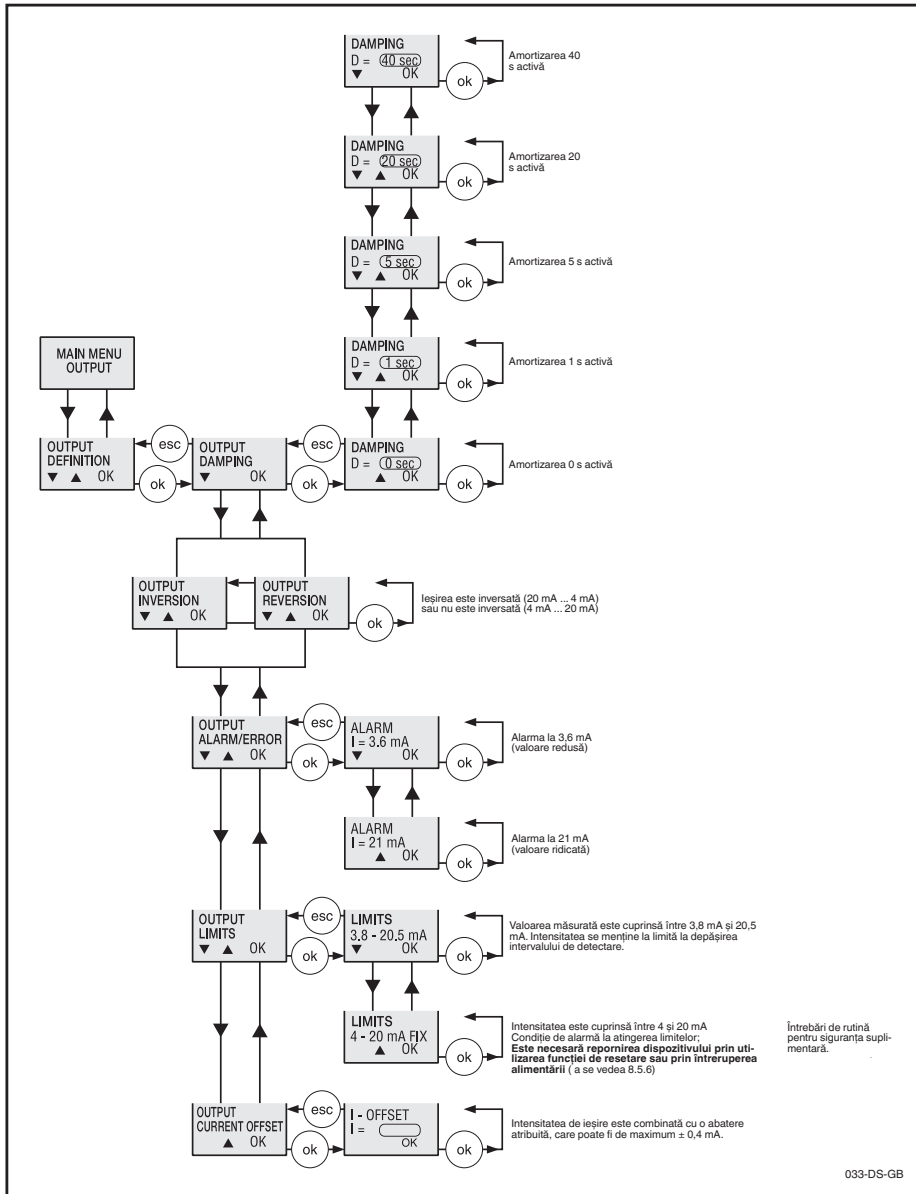 DAMPING
D = 40 sec
▼ OK
ok
Amortizarea 40
s activă
DAMPING
D = 20 sec
▼ ▲ OK
ok
Amortizarea 20
s activă
DAMPING
D = 5 sec
▼ ▲ OK
ok
Amortizarea 5 s activă
DAMPING
D = 1 sec
▼ ▲ OK
ok
Amortizarea 1 s activă
MAIN MENU
OUTPUT
OUTPUT
DEFINITION
▼ ▲ OK
esc
ok
OUTPUT
DAMPING
▼ OK
esc
ok
DAMPING
D = 0 sec
▲ OK
ok
Amortizarea 0 s activă
OUTPUT
INVERSION
▼ ▲ OK
OUTPUT
REVERSION
▼ ▲ OK
ok
Ieșirea este inversată (20 mA ... 4 mA)
sau nu este inversată (4 mA ... 20 mA)
OUTPUT
ALARM/ERROR
▼ ▲ OK
esc
ok
ALARM
I = 3.6 mA
▼ OK
ok
Alarma la 3,6 mA
(valoare redusă)
ALARM
I = 21 mA
▲ OK
ok
Alarma la 21 mA
(valoare ridicată)
OUTPUT
LIMITS
▼ ▲ OK
esc
ok
LIMITS
3.8 - 20.5 mA
▼ OK
ok
Valoarea măsurată este cuprinsă între 3,8 mA și 20,5
mA. Intensitatea se menține la limită la depășirea
intervalului de detectare.
LIMITS
4 - 20 mA FIX
▲ OK
ok
Intensitatea este cuprinsă între 4 și 20 mA
Condiție de alarmă la atingerea limitelor;
Este necesară repornirea dispozitivului prin uti-
lizarea funcției de resetare sau prin întreruperea
alimentării ( a se vedea 8.5.6)
Întrebări de rutină
pentru siguranța supli-
mentară.
OUTPUT
CURRENT OFFSET
▲ OK
esc
ok
I - OFFSET
I =
OK
ok
Intensitatea de ieșire este combinată cu o abatere
atribuită, care poate fi de maximum ± 0,4 mA.
033-DS-GB